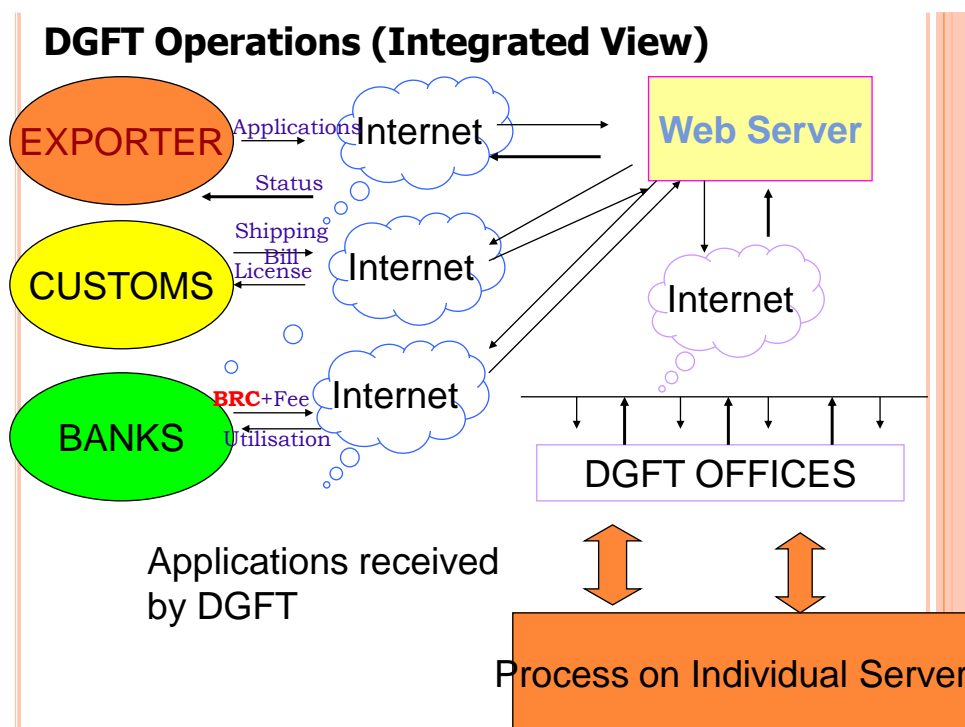 DGFT Operations (Integrated View)
EXPORTER
Applications
Internet
Web Server
Status
CUSTOMS
Shipping
Bill
License
Internet
Internet
BANKS
BRC+Fee
Utilisation
Internet
DGFT OFFICES
Applications received
by DGFT
Process on Individual Server